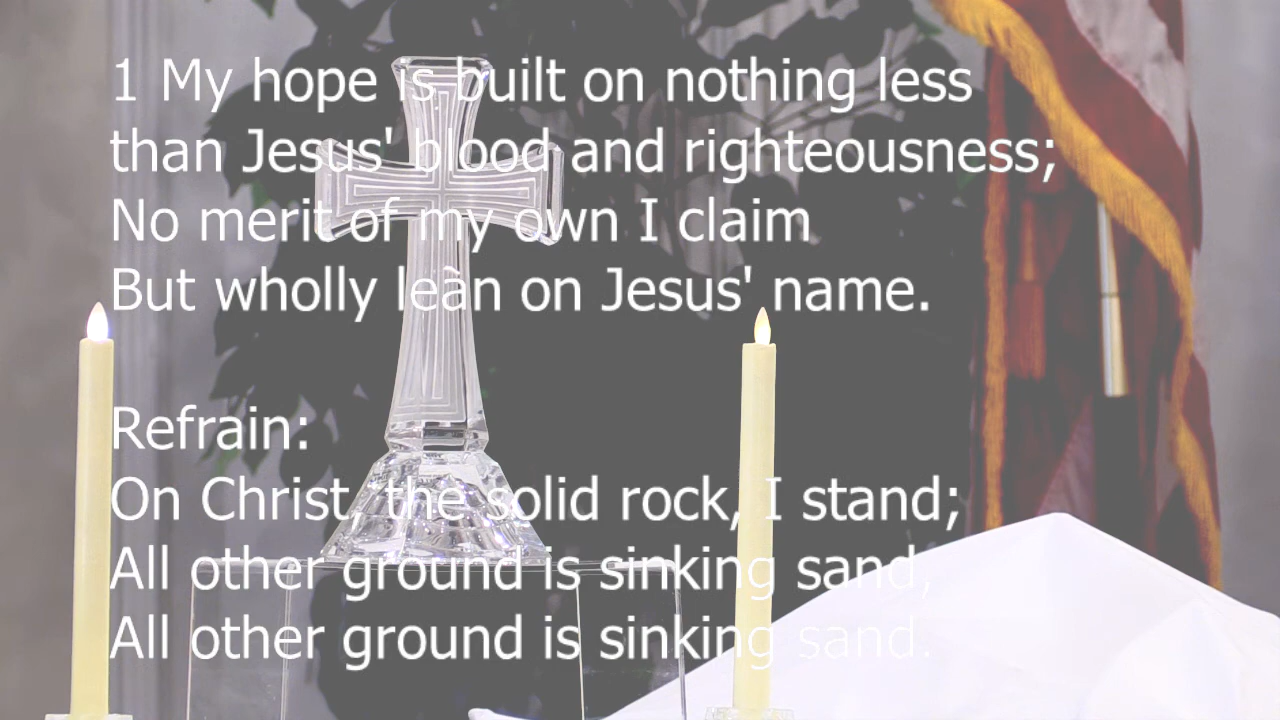 1 My hope is built on nothing less
than Jesus' blood and righteousness;
No merit of my own I claim
But wholly lean on Jesus' name.
Refrain:
On Christ, the solid rock, I stand;
All other ground is sinking sand,
All other ground is sinking sand.